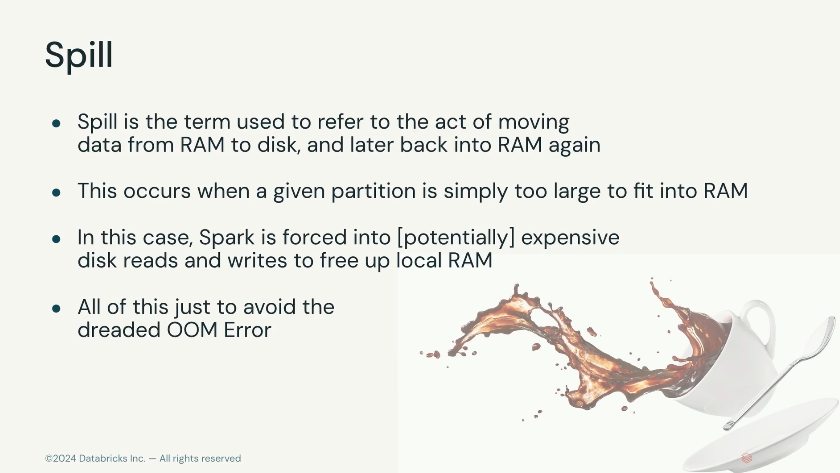 Spill
● Spill is the term used to refer to the act of moving
data from RAM to disk, and later back into RAM again
● This occurs when a given partition is simply too large to fit into RAM
● In this case, Spark is forced into [potentially] expensive
disk reads and writes to free up local RAM
● All of this just to avoid the
dreaded OOM Error
©2024 Databricks Inc. — All rights reserved